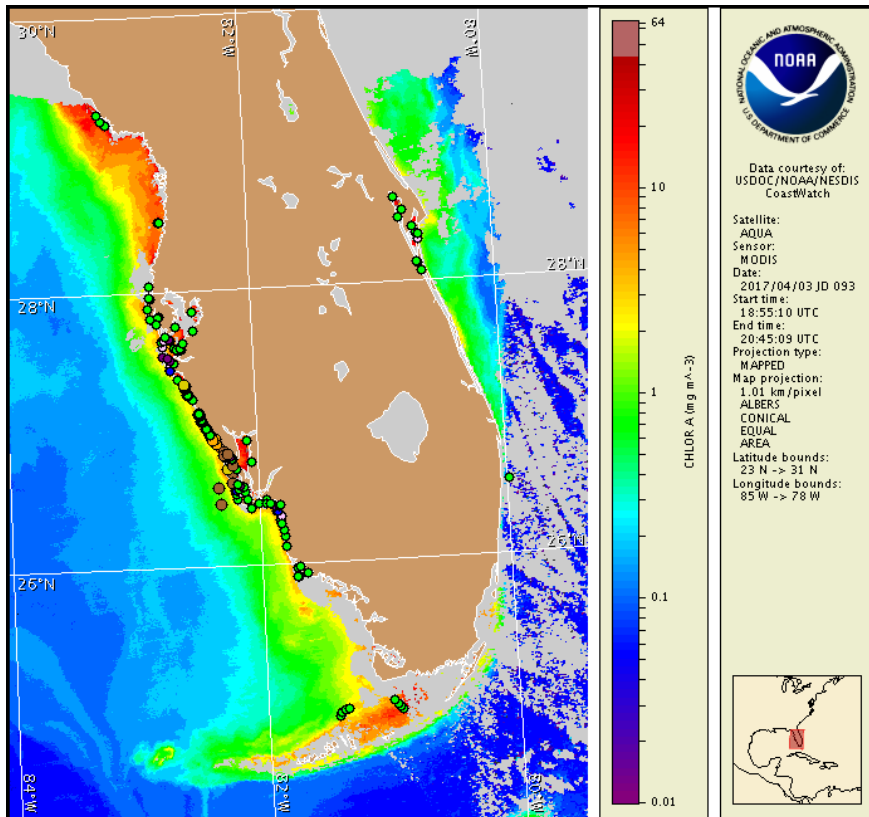 30°N
82°W
80°W
28°N
28°N
26°N
26°N
84°W
82°W
80°W
64
10
1
0.1
0.01
CHLOR A (mg m^-3)
NATIONAL OCEANIC AND ATMOSPHERIC ADMINISTRATION
NOAA
U.S. DEPARTMENT OF COMMERCE
Data courtesy of:
USDOC/NOAA/NESDIS
CoastWatch
Satellite:
AQUA
Sensor:
MODIS
Date:
2017/04/03 JD 093
Start time:
18:55:10 UTC
End time:
20:45:09 UTC
Projection type:
MAPPED
Map projection:
1.01 km/pixel
ALBERS
CONICAL
EQUAL
AREA
Latitude bounds:
23 N -> 31 N
Longitude bounds:
85 W -> 78 W